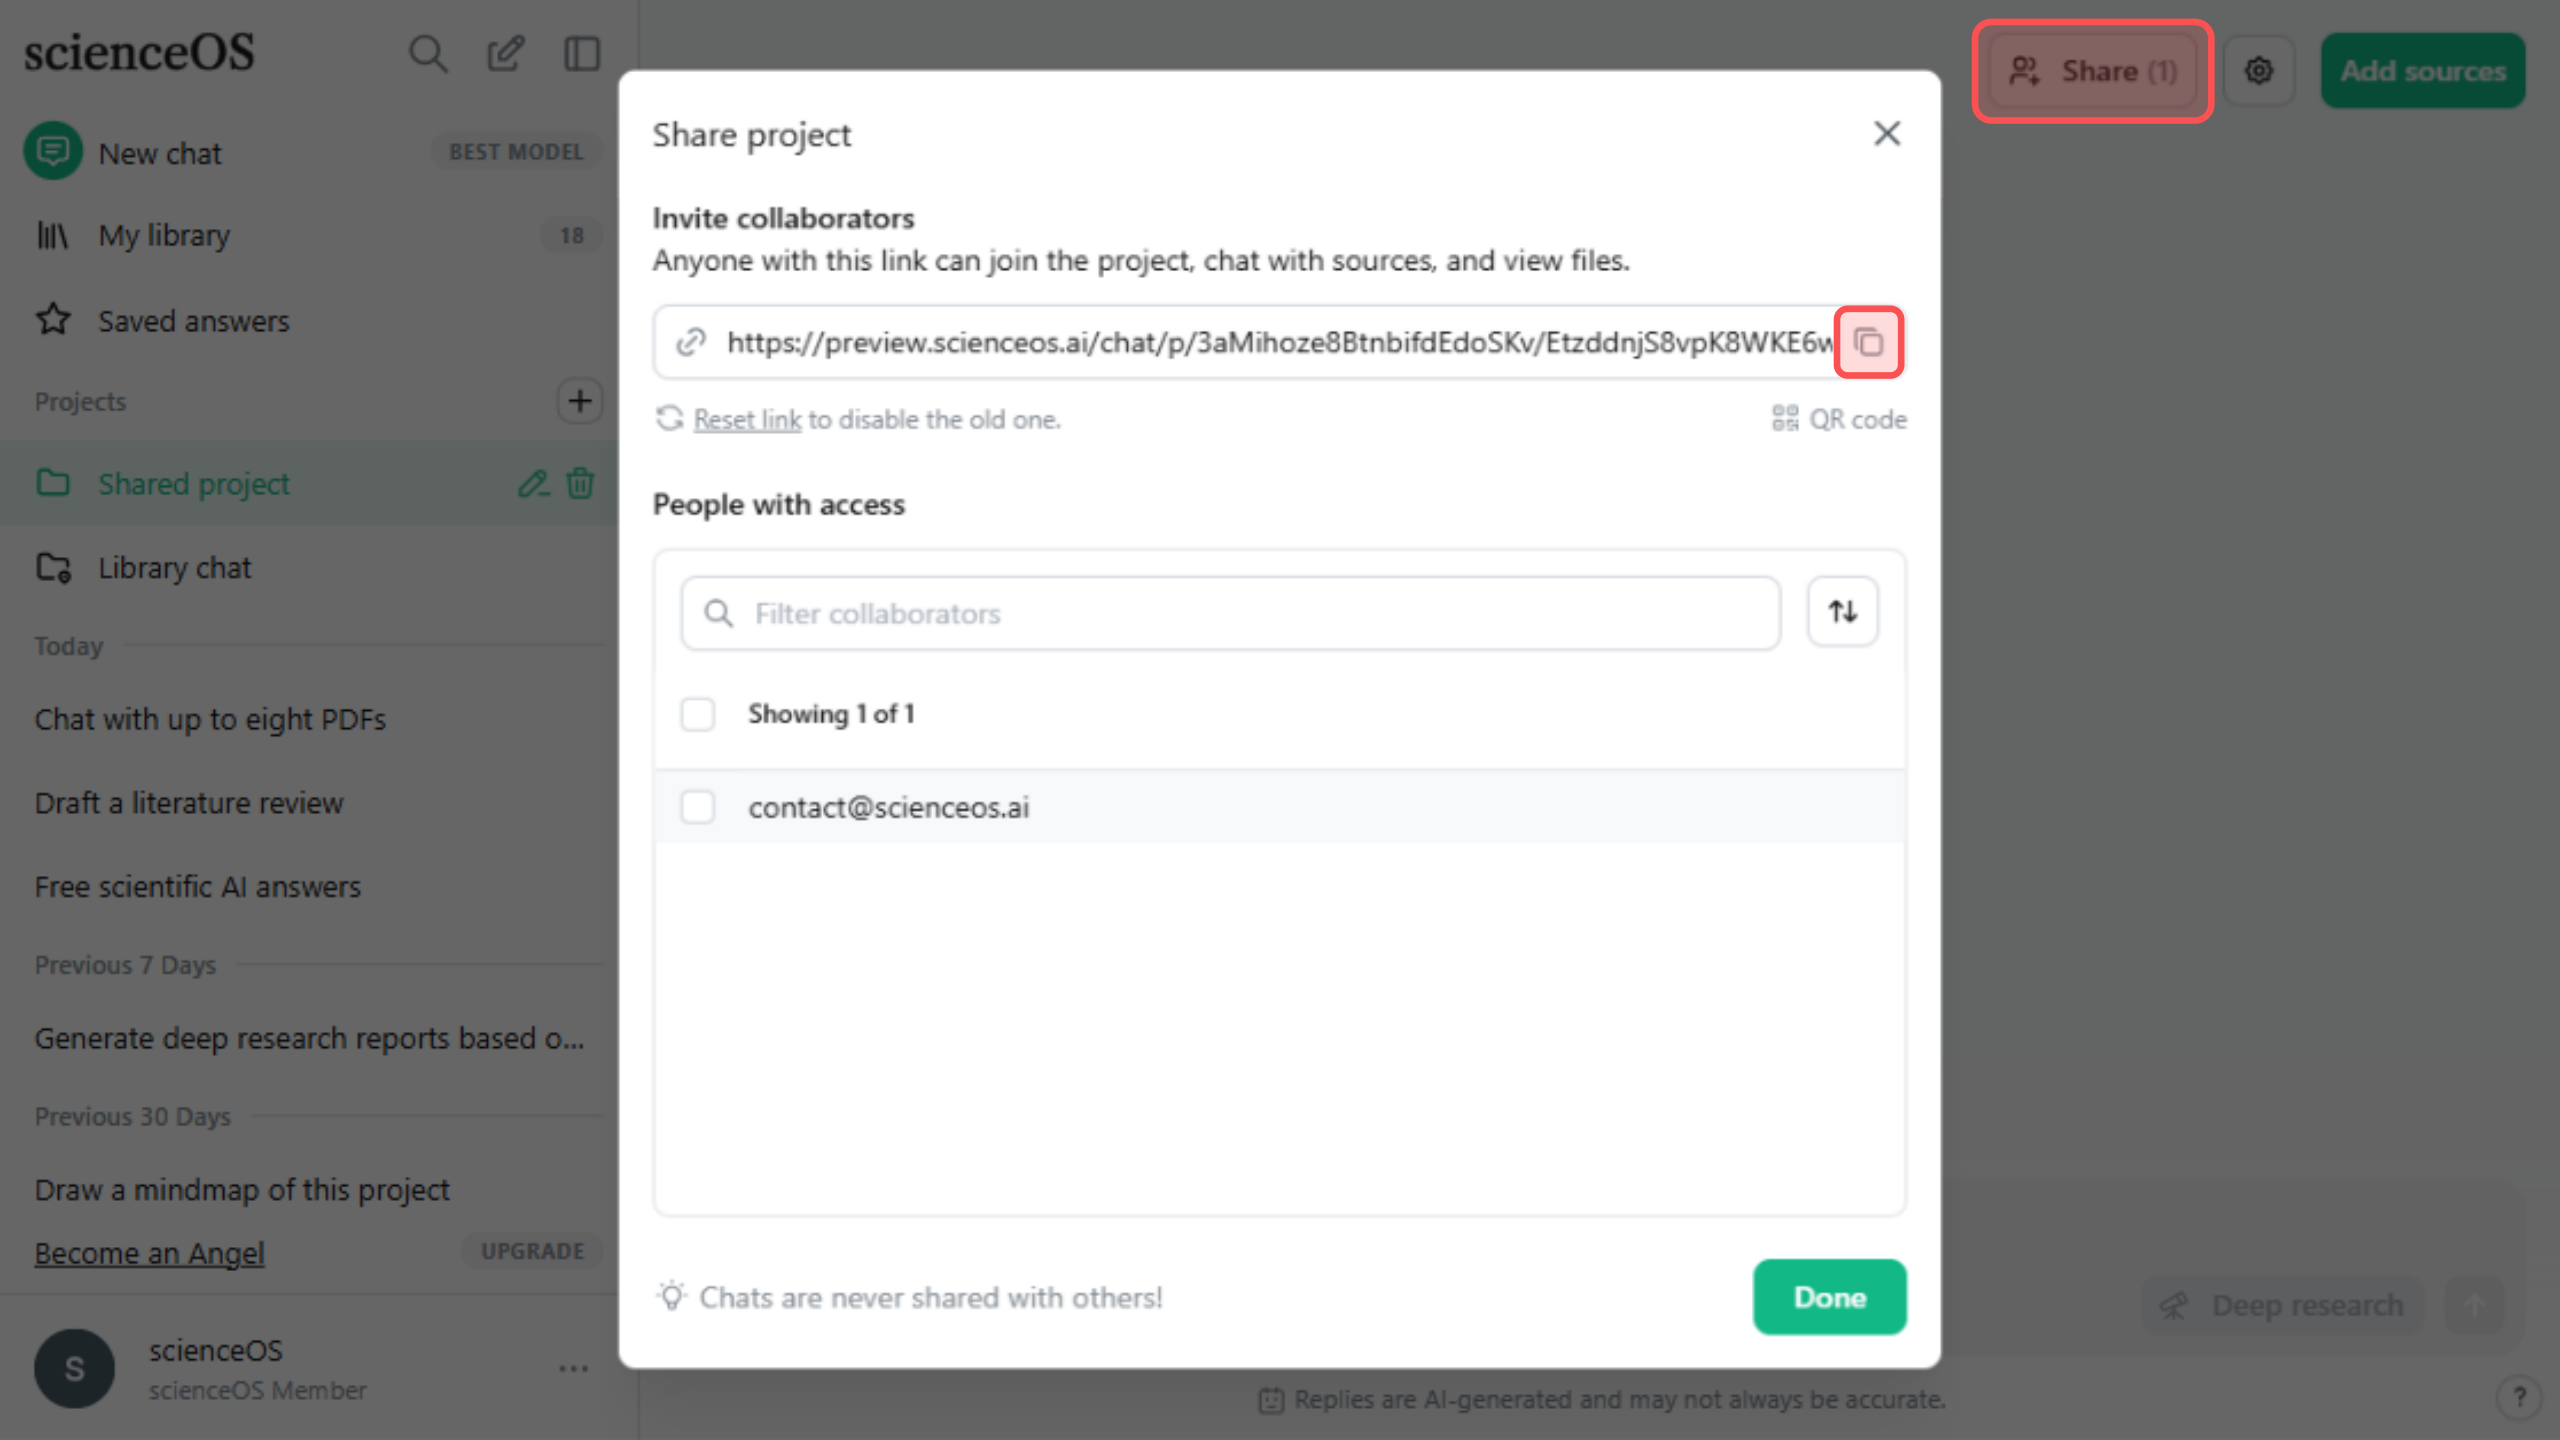 scienceOS
New chat
BEST MODEL
My library
18
Saved answers
Projects
Shared project
Library chat
Today
Chat with up to eight PDFs
Draft a literature review
Free scientific AI answers
Previous 7 Days
Generate deep research reports based o...
Previous 30 Days
Draw a mindmap of this project
Become an Angel
UPGRADE
S
scienceOS
scienceOS Member
Share (1)
Add sources
Share project
Invite collaborators
Anyone with this link can join the project, chat with sources, and view files.
https://preview.scienceos.ai/chat/p/3aMihoze8BtnbifdEdoSKv/EtzddnjS8vpK8WKE6w
Reset link to disable the old one.
QR code
People with access
Filter collaborators
Showing 1 of 1
contact@scienceos.ai
Chats are never shared with others!
Done
Deep research
Replies are AI-generated and may not always be accurate.
?